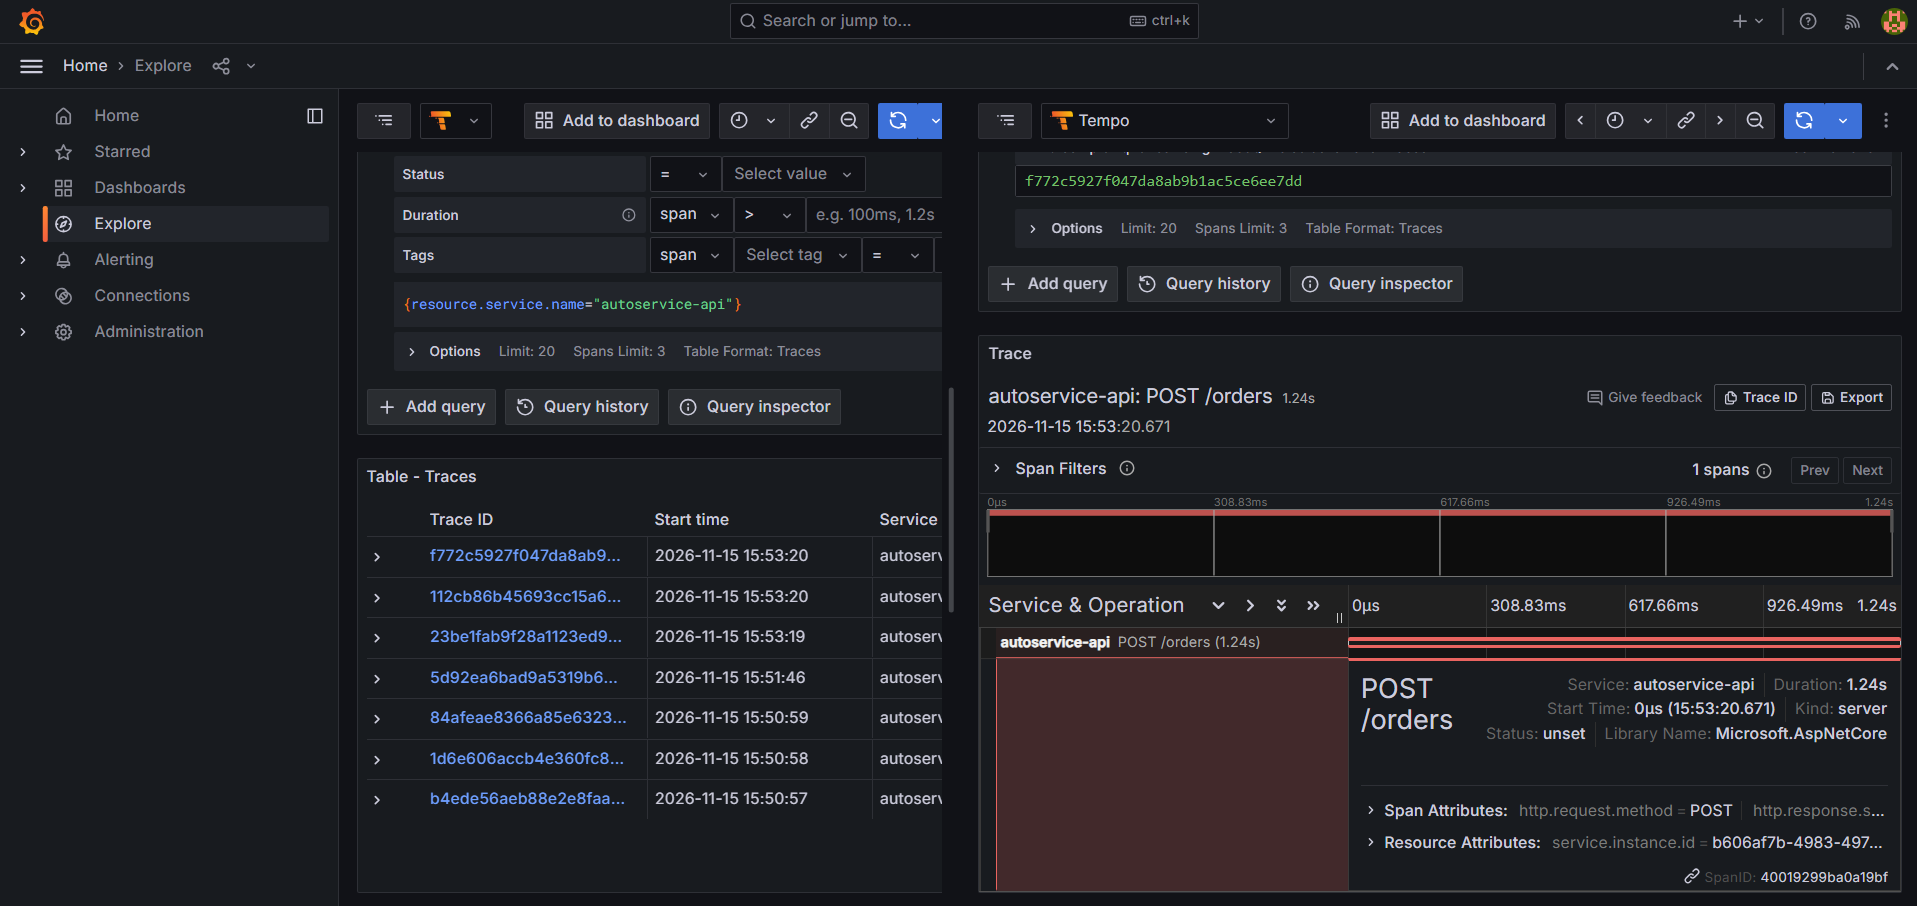 Search or jump to...
ctrl+k
Home
Explore
Home
Starred
Dashboards
Explore
Alerting
Connections
Administration
Add to dashboard
Status
=
Select value
Duration
span
>
e.g. 100ms, 1.2s
Tags
span
Select tag
=
{resource.service.name="autoservice-api"}
Options Limit: 20 Spans Limit: 3 Table Format: Traces
Add query
Query history
Query inspector
Table - Traces
Trace ID Start time Service
f772c5927f047da8ab9... 2026-11-15 15:53:20 autoserv
112cb86b45693cc15a6... 2026-11-15 15:53:20 autoserv
23be1fab9f28a1123ed9... 2026-11-15 15:53:19 autoserv
5d92ea6bad9a5319b6... 2026-11-15 15:51:46 autoserv
84afeae8366a85e6323... 2026-11-15 15:50:59 autoserv
1d6e606accb4e360fc8... 2026-11-15 15:50:58 autoserv
b4ede56aeb88e2e8faa... 2026-11-15 15:50:57 autoserv
Tempo
Add to dashboard
f772c5927f047da8ab9b1ac5ce6ee7dd
Options Limit: 20 Spans Limit: 3 Table Format: Traces
Add query
Query history
Query inspector
Trace
autoservice-api: POST /orders 1.24s
Give feedback
Trace ID
Export
2026-11-15 15:53:20.671
Span Filters
1 spans
Prev
Next
0μs 308.83ms 617.66ms 926.49ms 1.24s
Service & Operation
0μs 308.83ms 617.66ms 926.49ms 1.24s
autoservice-api POST /orders (1.24s)
POST /orders
Service: autoservice-api Duration: 1.24s
Start Time: 0μs (15:53:20.671) Kind: server
Status: unset Library Name: Microsoft.AspNetCore
Span Attributes: http.request.method = POST http.response.s...
Resource Attributes: service.instance.id = b606af7b-4983-497...
SpanID: 40019299ba0a19bf